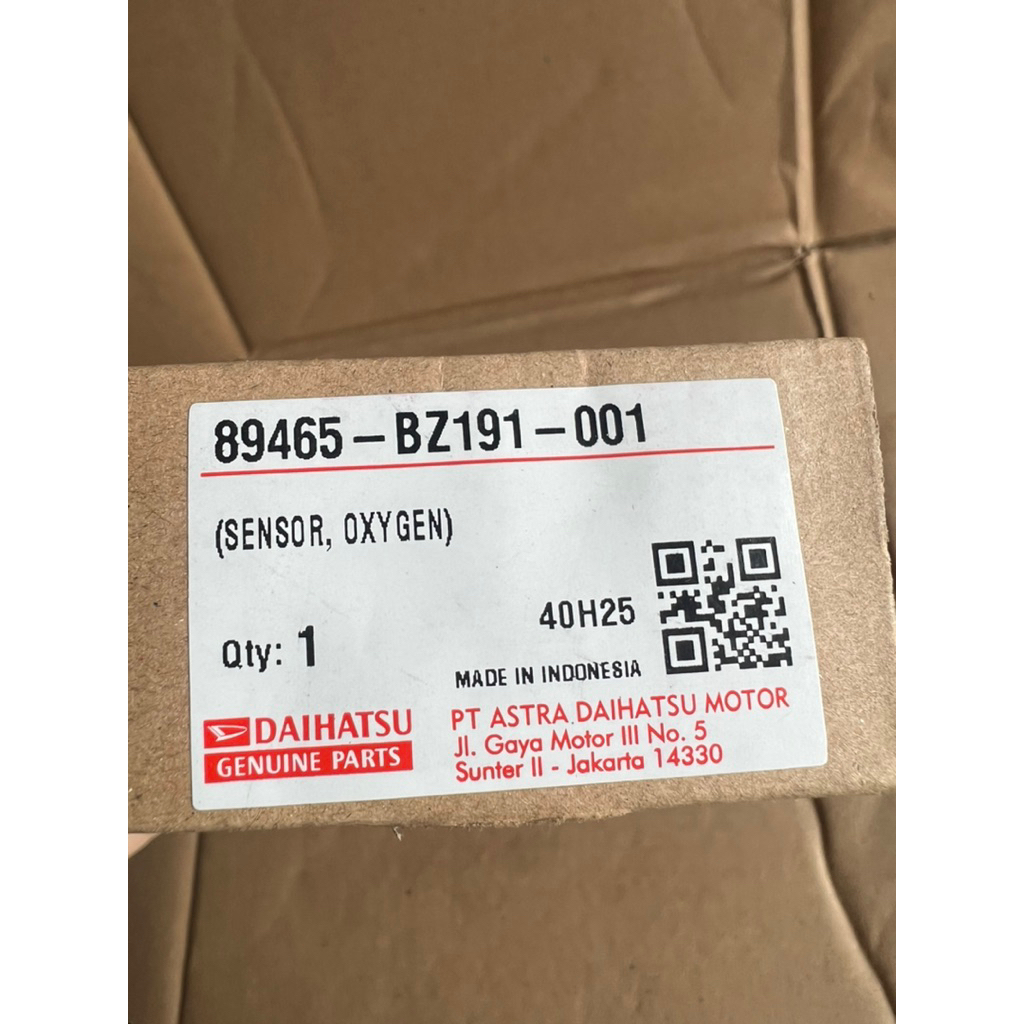 89465-BZ191-001
(SENSOR, OXYGEN)
40H25
Qty: 1
MADE IN INDONESIA
DAIHATSU
GENUINE PARTS
PT ASTRA DAIHATSU MOTOR
Jl. Gaya Motor III No. 5
Sunter II - Jakarta 14330